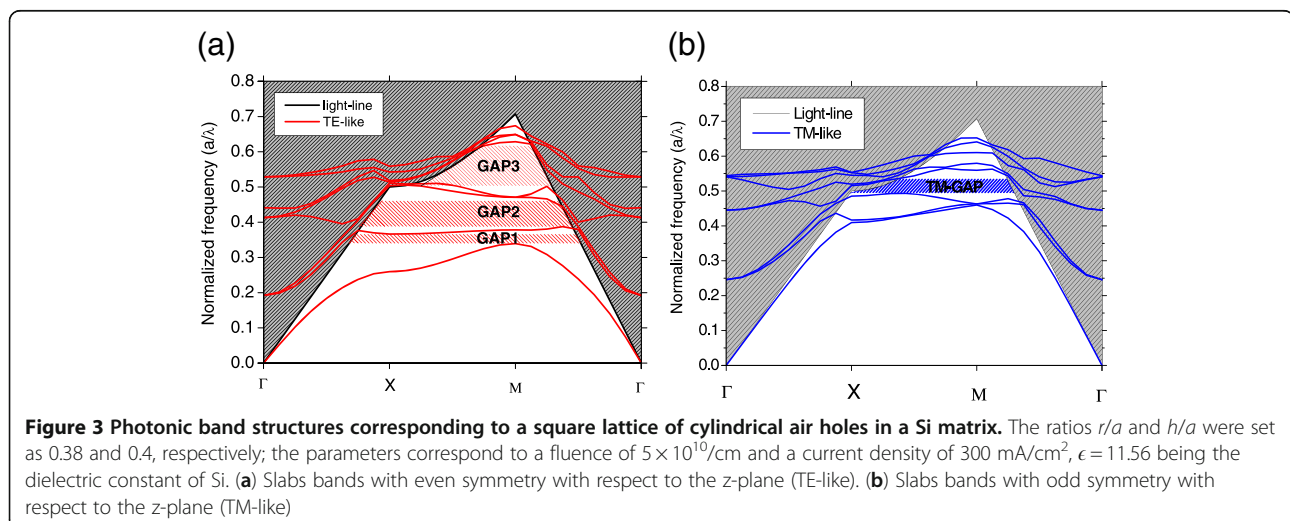 (a)
(b)
0.8
0.7
0.6
0.5
0.4
0.3
0.2
0.1
0.0
Normalized frequency (a/λ)
light-line
TE-like
GAP3
GAP2
GAP1
Γ X M Γ
0.8
0.7
0.6
0.5
0.4
0.3
0.2
0.1
0.0
Normalized frequency (a/λ)
Light-line
TM-like
TM-GAP
Γ X M Γ
Figure 3 Photonic band structures corresponding to a square lattice of cylindrical air holes in a Si matrix. The ratios r/a and h/a were set
as 0.38 and 0.4, respectively; the parameters correspond to a fluence of 5 × 10¹⁰/cm and a current density of 300 mA/cm², ϵ = 11.56 being the
dielectric constant of Si. (a) Slabs bands with even symmetry with respect to the z-plane (TE-like). (b) Slabs bands with odd symmetry with
respect to the z-plane (TM-like)